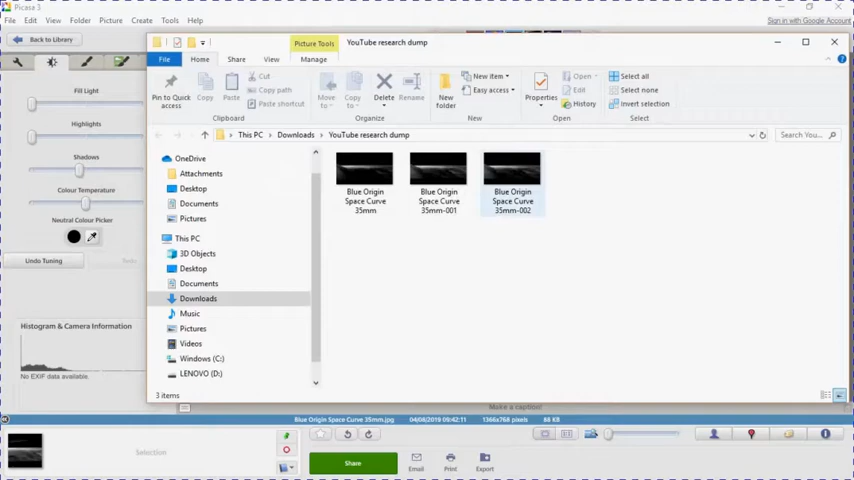 Picasa 3
File Edit View Folder Picture Create Tools Help
Sign in with Google Account
Back to Library
Picture Tools
YouTube research dump
File Home Share View Manage
Pin to Quick access
Copy
Paste
Cut
Copy path
Paste shortcut
Clipboard
Move to
Copy to
Delete
Rename
Organize
New folder
New item
Easy access
New
Properties
Open
Edit
History
Open
Select all
Select none
Invert selection
Select
This PC > Downloads > YouTube research dump
Search You...
Fill Light
Highlights
Shadows
Colour Temperature
Neutral Colour Picker
Undo Tuning
Redo
Histogram & Camera Information
No EXIF data available.
OneDrive
Attachments
Desktop
Documents
Pictures
This PC
3D Objects
Desktop
Documents
Downloads
Music
Pictures
Videos
Windows (C:)
LENOVO (D:)
Blue Origin
Space Curve
35mm
Blue Origin
Space Curve
35mm-001
Blue Origin
Space Curve
35mm-002
3 items
Make a caption!
Blue Origin Space Curve 35mm.jpg 04/08/2019 09:42:11 1366x768 pixels 88 KB
Selection
1:1
Share
Email
Print
Export